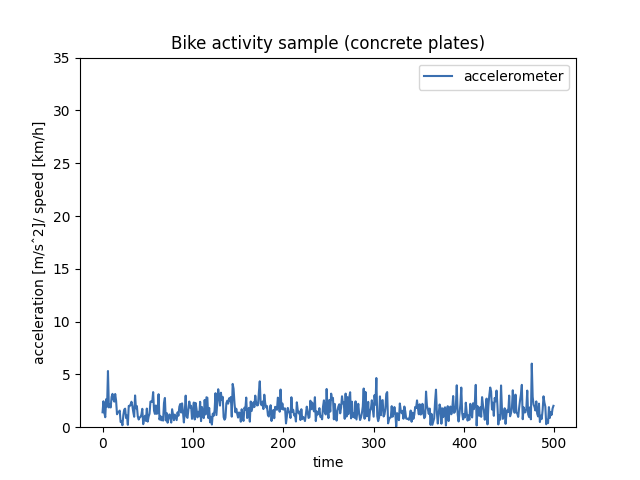 Bike activity sample (concrete plates)
accelerometer
35
30
25
20
15
10
5
0
acceleration [m/sˆ2]/ speed [km/h]
0 100 200 300 400 500
time